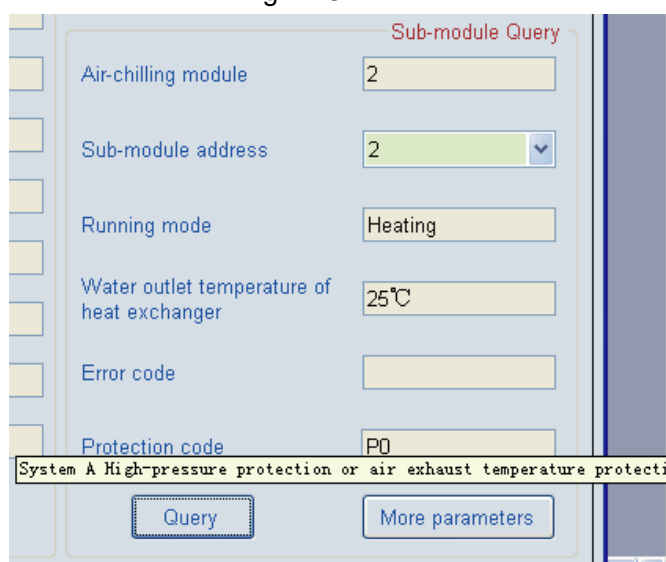 Sub-module Query
Air-chilling module 2
Sub-module address 2
Running mode Heating
Water outlet temperature of
heat exchanger 25℃
Error code
Protection code P0
System A High-pressure protection or air exhaust temperature protecti
Query More parameters